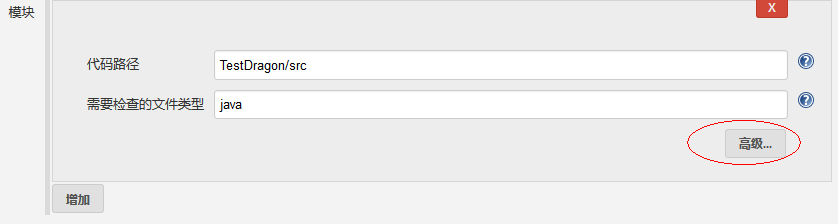 模块
X
代码路径
TestDragon/src
?
需要检查的文件类型
java
?
高级...
增加